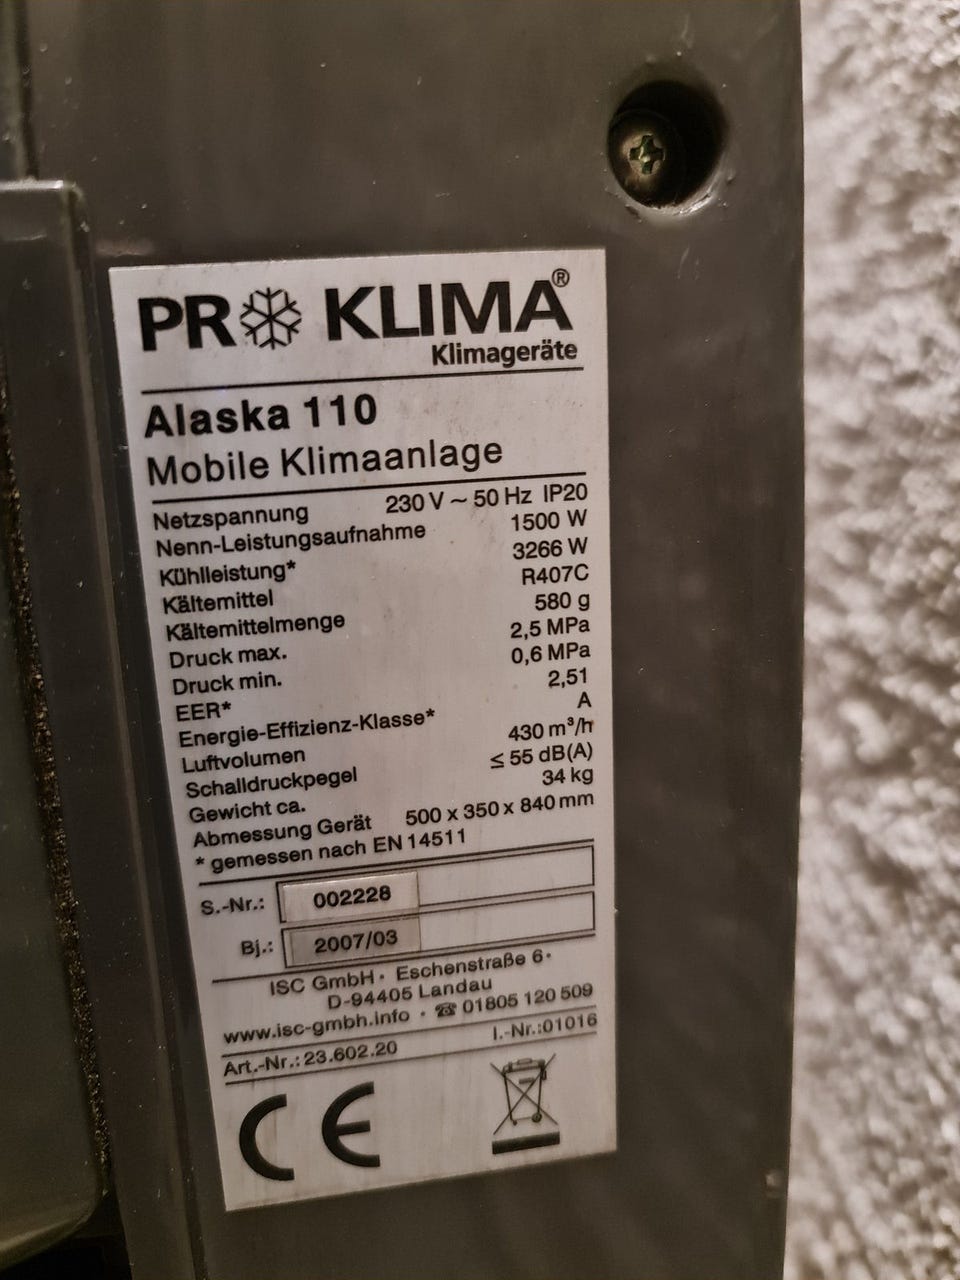 PRO KLIMA®
Klimageräte
Alaska 110
Mobile Klimaanlage
Netzspannung 230 V ~ 50 Hz IP20
Nenn-Leistungsaufnahme 1500 W
Kühlleistung* 3266 W
Kältemittel R407C
Kältemittelmenge 580 g
Druck max. 2,5 MPa
Druck min. 0,6 MPa
EER* 2,51
Energie-Effizienz-Klasse* A
Luftvolumen 430 m³/h
Schalldruckpegel ≤ 55 dB(A)
Gewicht ca. 34 kg
Abmessung Gerät 500 x 350 x 840 mm
* gemessen nach EN 14511
S.-Nr.: 002228
Bj.: 2007/03
ISC GmbH · Eschenstraße 6 ·
D-94405 Landau
www.isc-gmbh.info · ☎ 01805 120 509
Art.-Nr.: 23.602.20 I.-Nr.:01016
CE